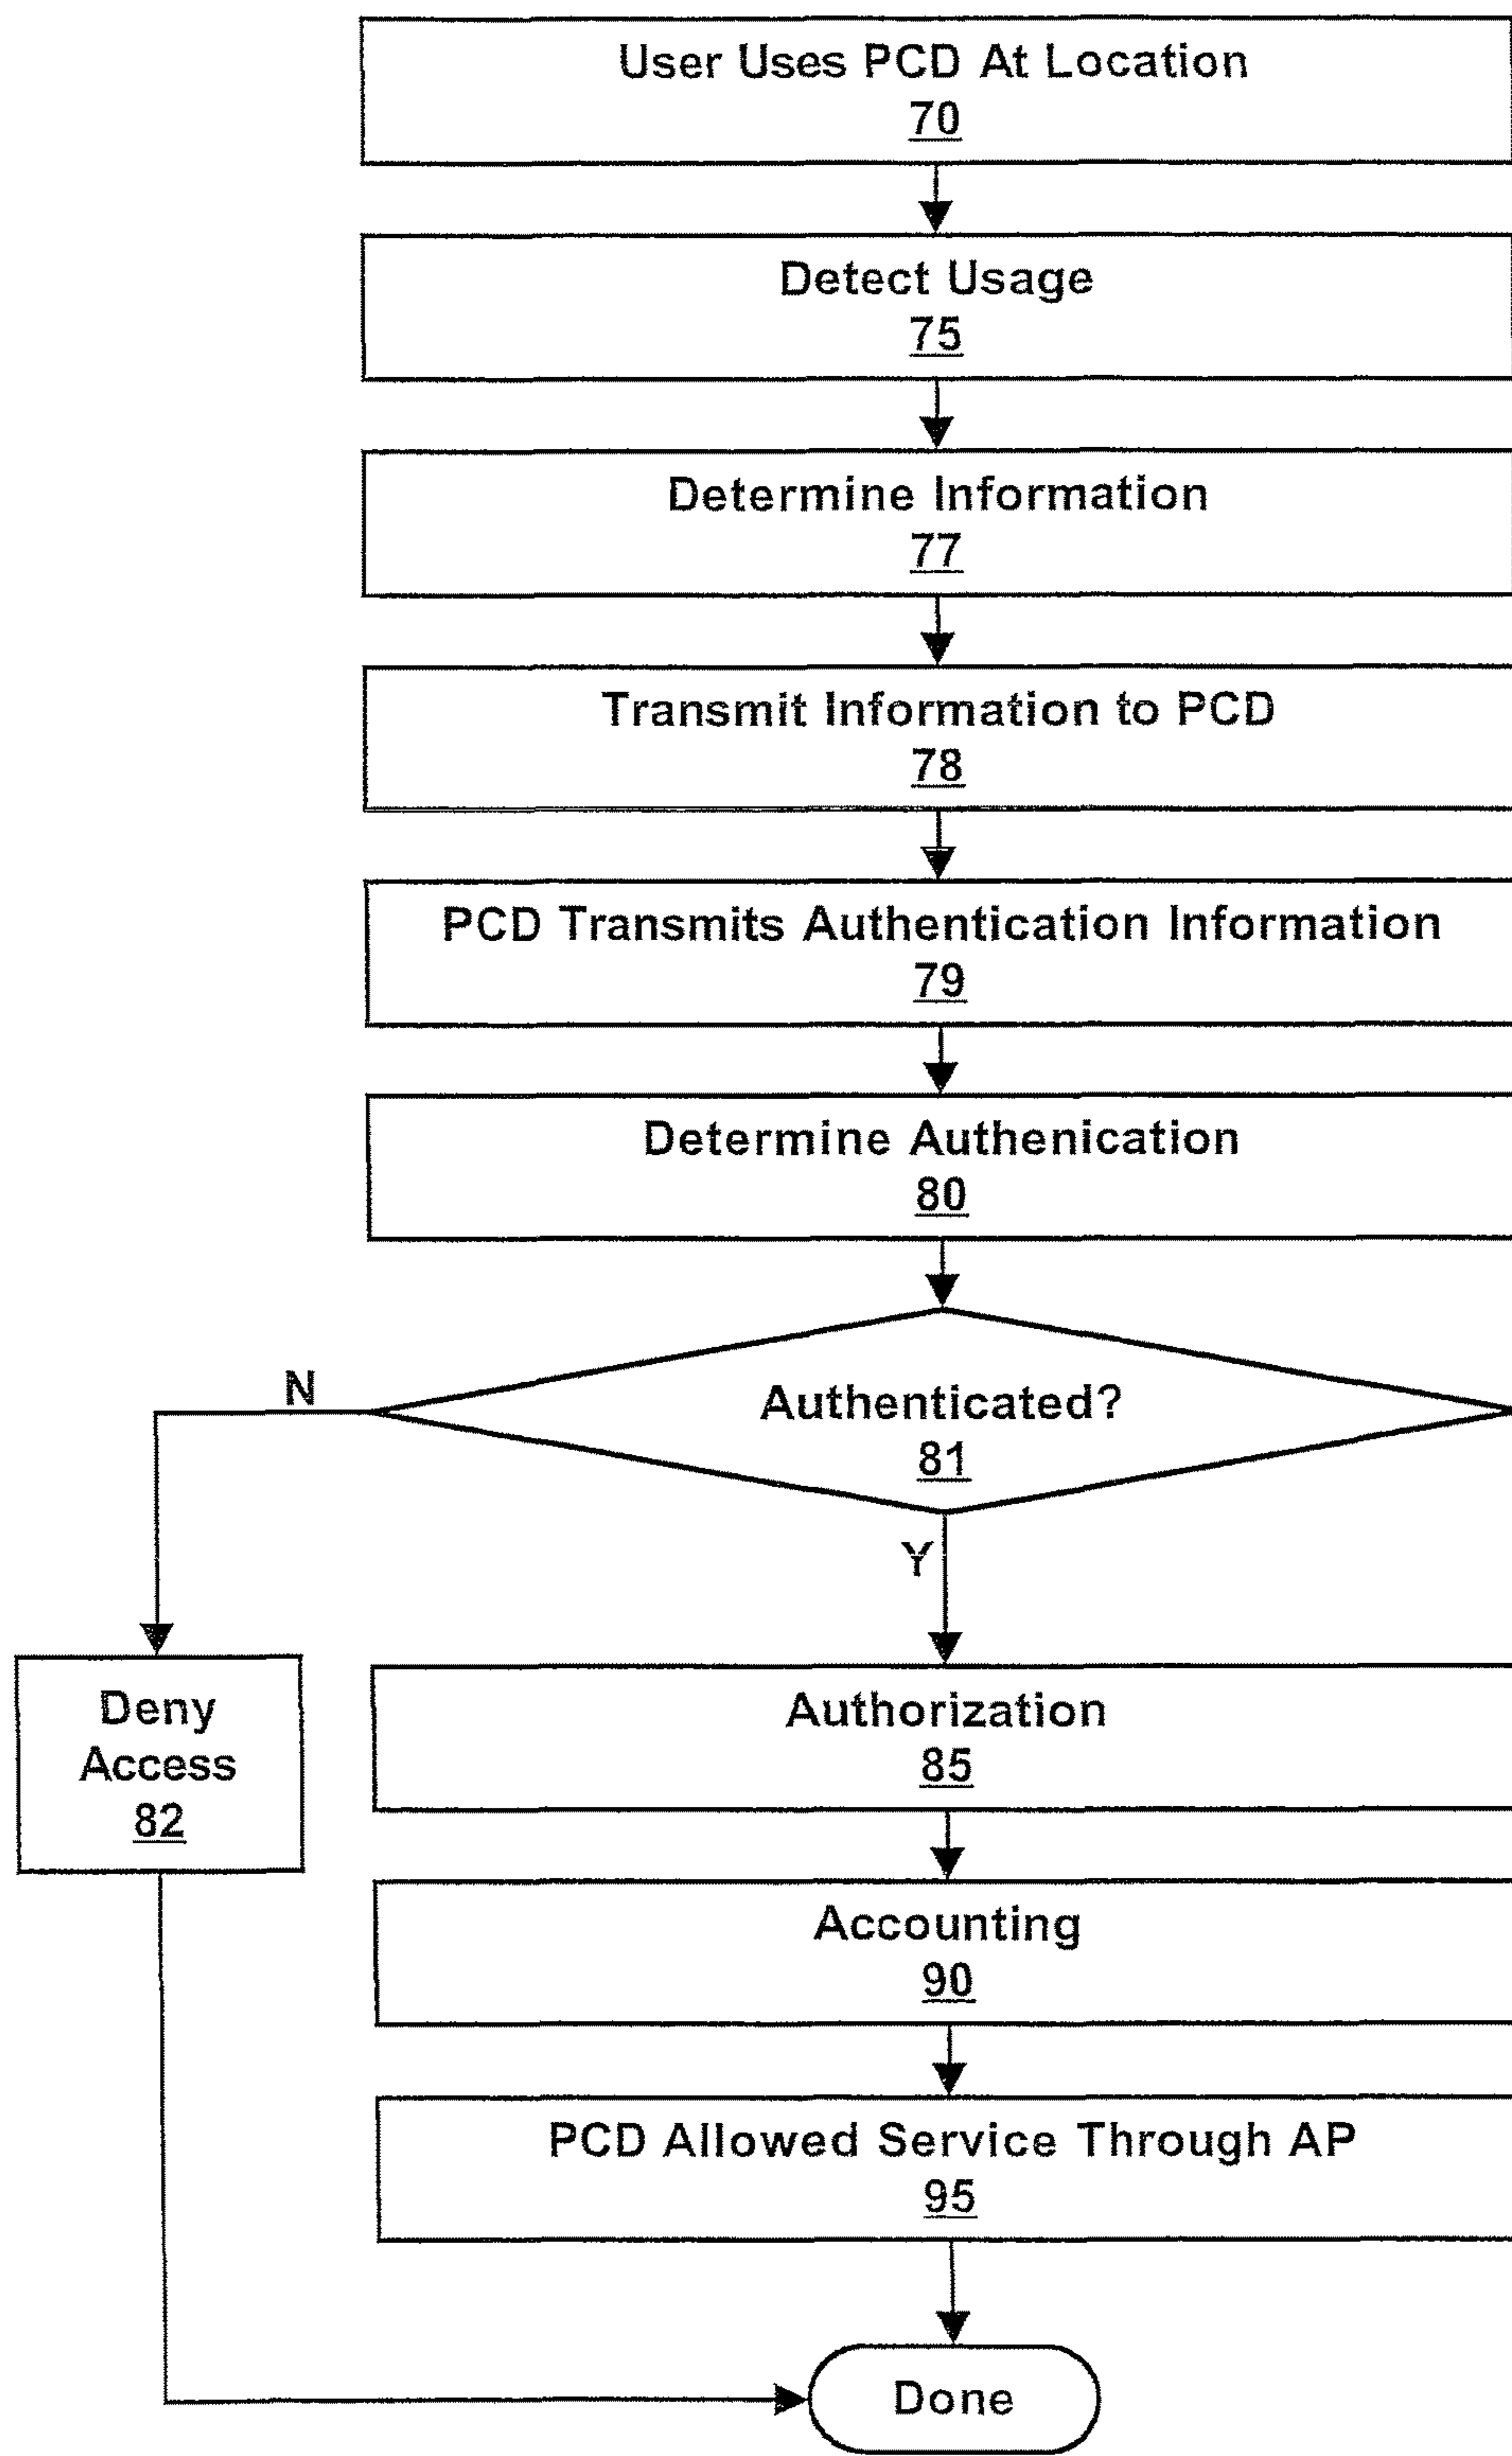 User Uses PCD At Location
70
Detect Usage
75
Determine Information
77
Transmit Information to PCD
78
PCD Transmits Authentication Information
79
Determine Authenication
80
Authenticated?
81
N
Y
Deny
Access
82
Authorization
85
Accounting
90
PCD Allowed Service Through AP
95
Done